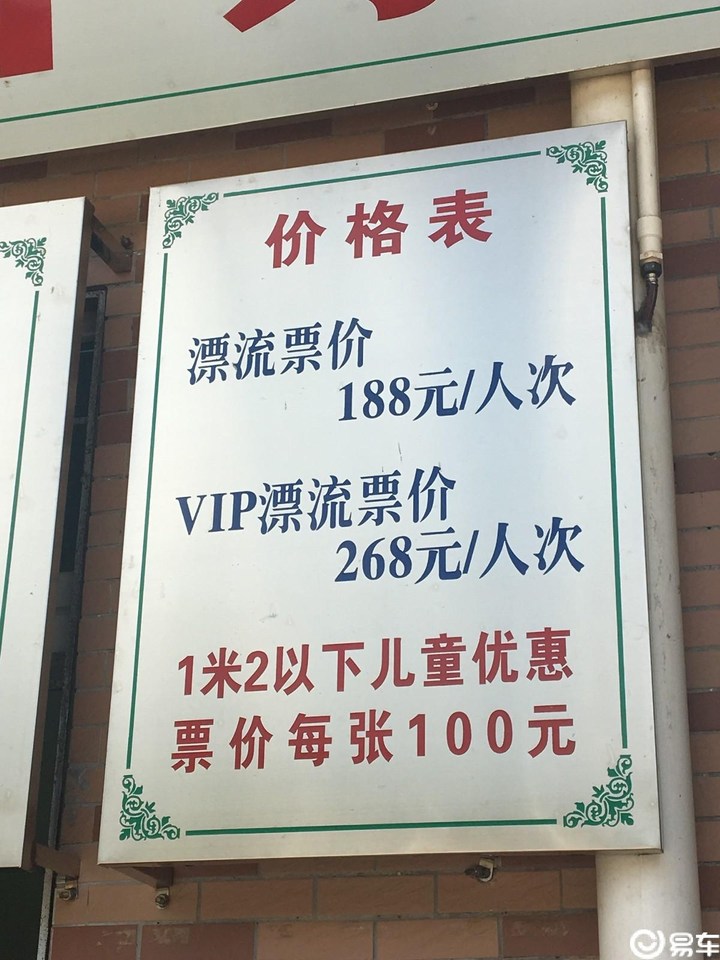 价格表
漂流票价
188元/人次
VIP漂流票价
268元/人次
1米2以下儿童优惠
票价每张100元
易车